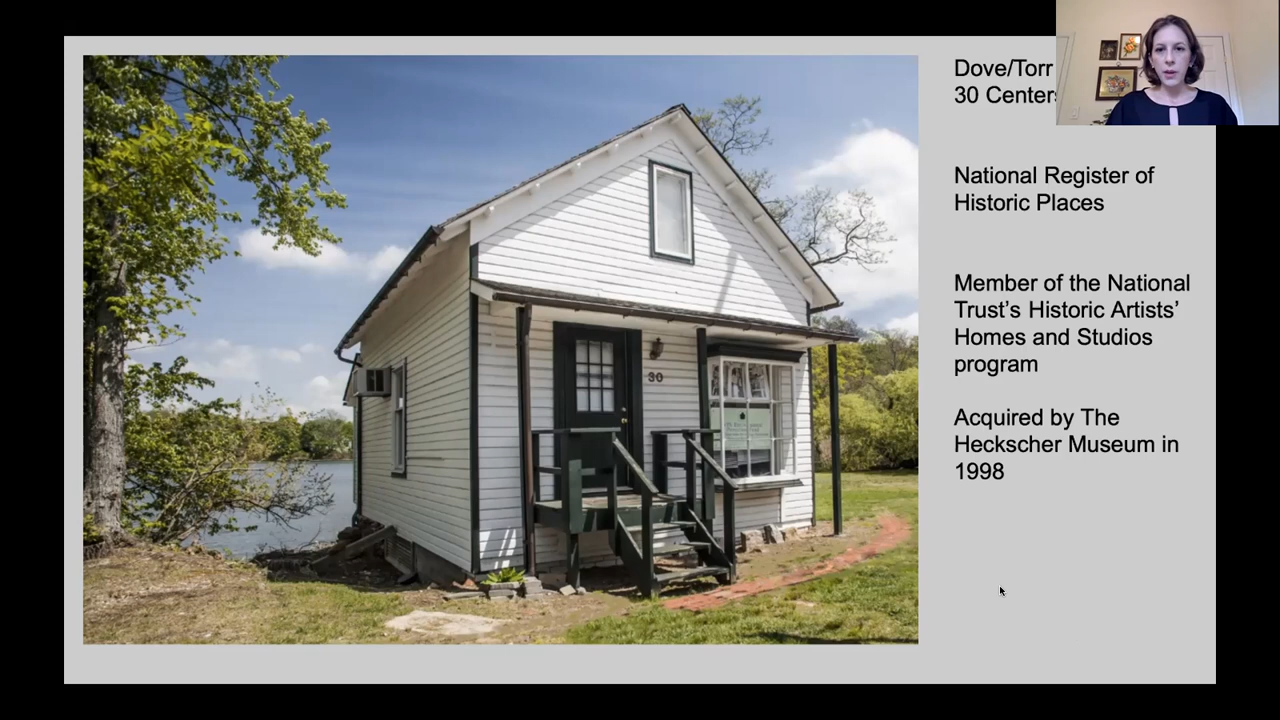 Dove/Torr
30 Centers
National Register of
Historic Places
Member of the National
Trust’s Historic Artists’
Homes and Studios
program
Acquired by The
Heckscher Museum in
1998
30